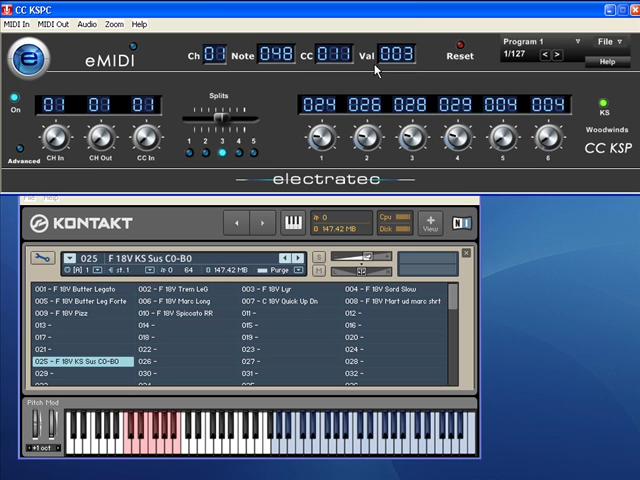 CC KSPC
MIDI In MIDI Out Audio Zoom Help
eMIDI
Ch 01 Note 048 CC 011 Val 003
Reset
Program 1
1/127 < >
File
Help
On
01 01 01
Splits
024 026 028 029 004 004
KS
Woodwinds
CC KSP
Advanced
CH In CH Out CC In
1 2 3 4 5
1 2 3 4 5 6
electratec
KONTAKT
0
147.42 MB
Cpu
Disk
+
View
NI
025 F 18V KS Sus C0-B0
[A] 1 st. 1 0 64 147.42 MB Purge
S
M
001 - F 18V Butter Legato 002 - F 18V Trem LeG 003 - F 18V Lyr 004 - F 18V Sord Slow
005 - F 18V Butter Leg Forte 006 - F 18V Marc Long 007 - C 18V Quick Up Dn 008 - F 18V Mart ud marc shrt
009 - F 18V Pizz 010 - F 18V Spiccato RR 011 - 012 -
013 - 014 - 015 - 016 -
017 - 018 - 019 - 020 -
021 - 022 - 023 - 024 -
025 - F 18V KS Sus C0-B0 026 - 027 - 028 -
029 - 030 - 031 - 032 -
Pitch Mod
+1 oct